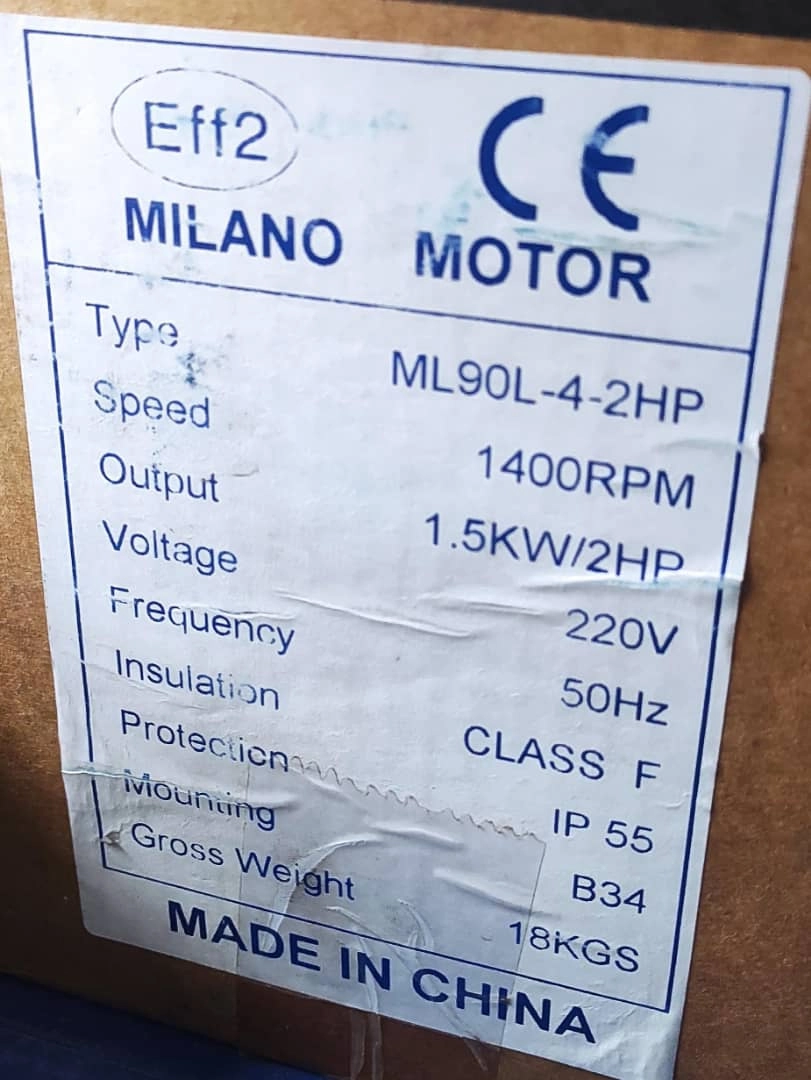 Eff2 CE
MILANO MOTOR
Type ML90L-4-2HP
Speed 1400RPM
Output 1.5KW/2HP
Voltage 220V
Frequency 50Hz
Insulation CLASS F
Protection IP 55
Mounting B34
Gross Weight 18KGS
MADE IN CHINA